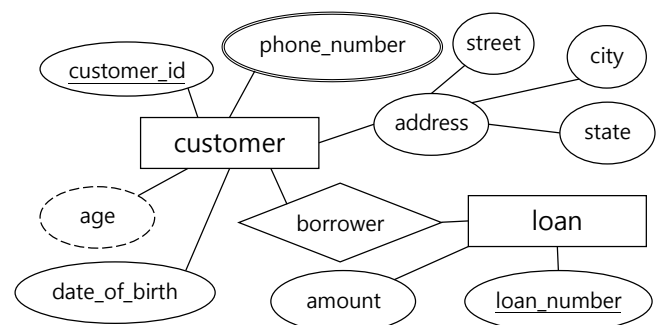 phone_number
street
customer_id
city
address
customer
state
age
borrower
loan
date_of_birth
amount
loan_number